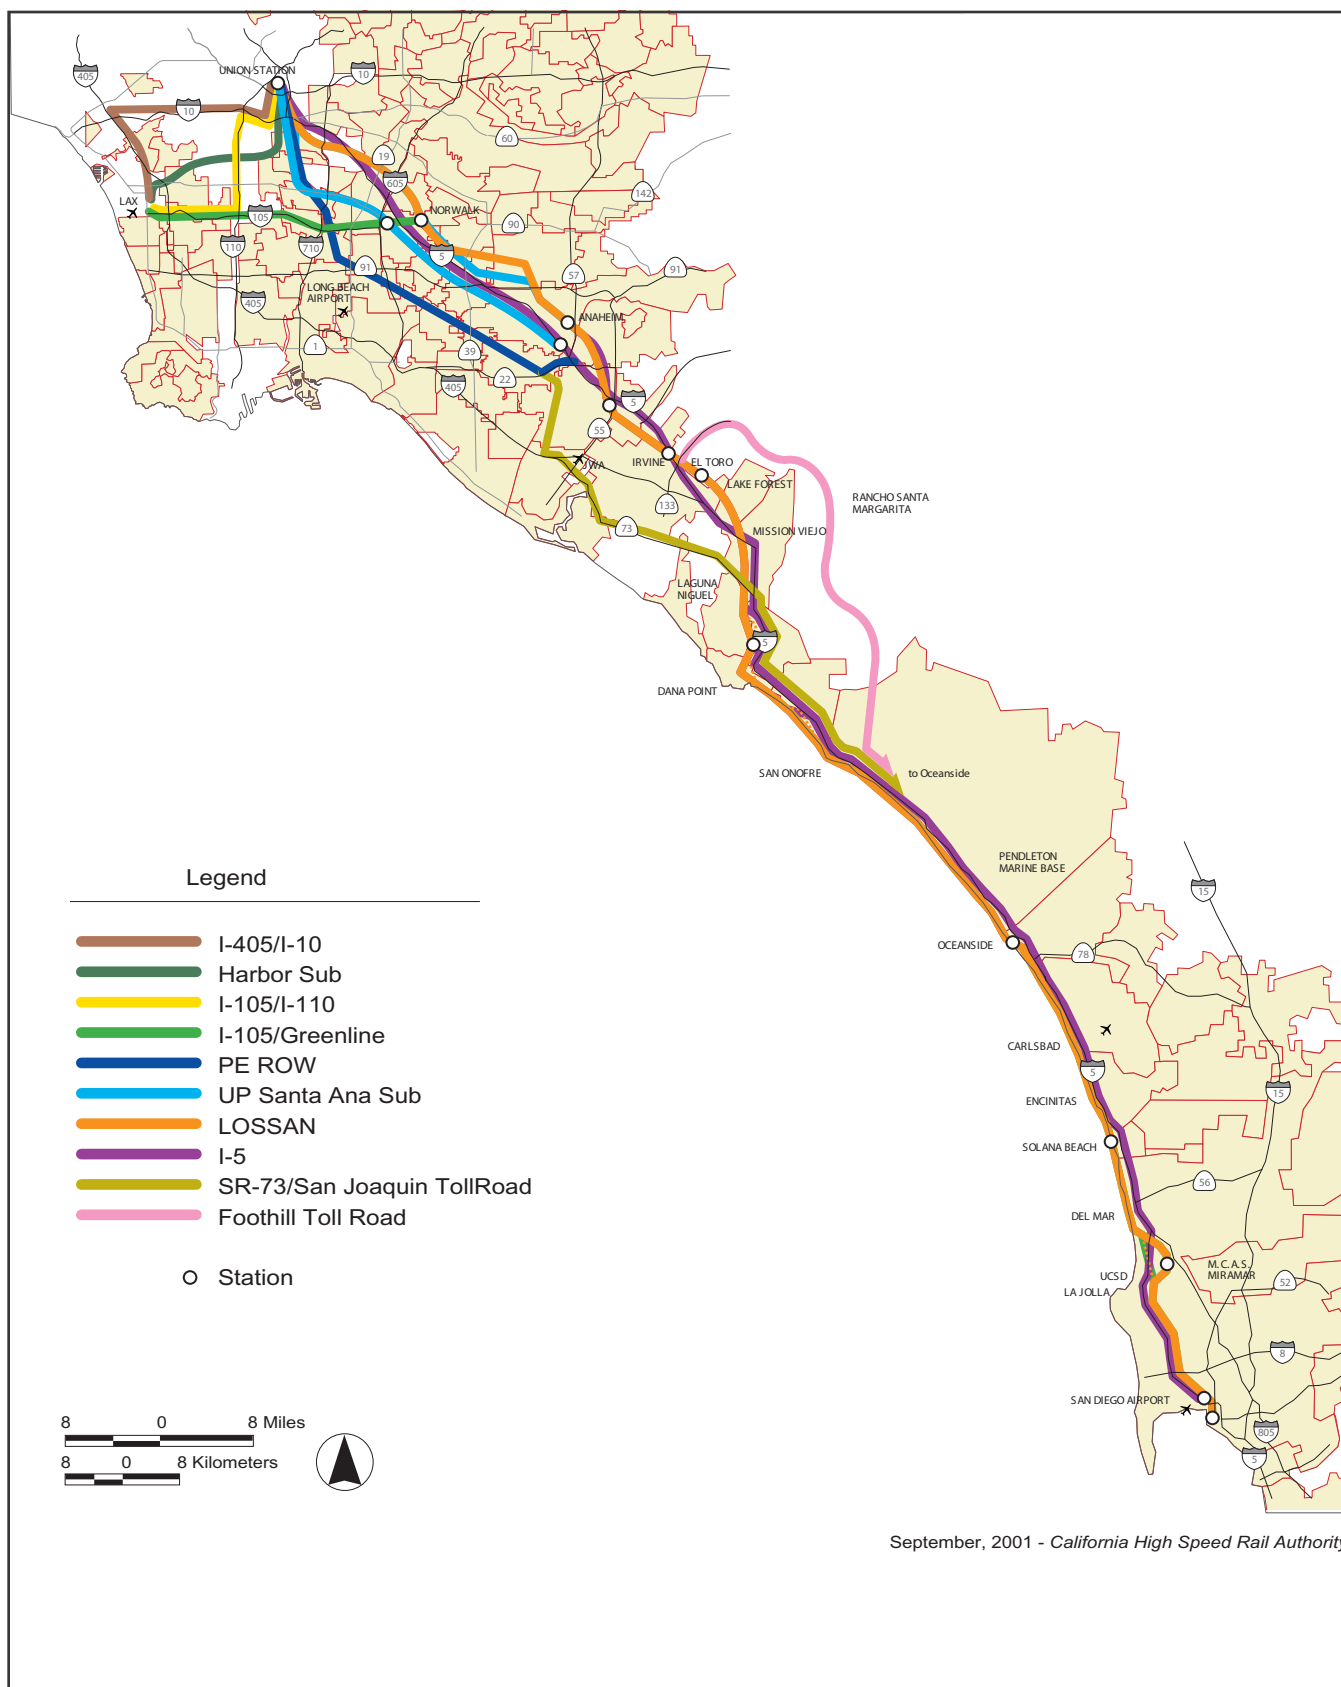 405
UNION STATION
10
10
60
19
605
142
LAX
105
NORWALK
90
110
710
5
91
57
91
LONG BEACH
AIRPORT
405
ANAHEIM
1
39
22
405
5
55
IRVINE
EL TORO
LAKE FOREST
133
RANCHO SANTA
MARGARITA
73
MISSION VIEJO
LAGUNA
NIGUEL
5
DANA POINT
SAN ONOFRE
to Oceanside
PENDLETON
MARINE BASE
15
OCEANSIDE
78
CARLSBAD
5
15
ENCINITAS
SOLANA BEACH
56
DEL MAR
M.C.A.S.
MIRAMAR
UCSD
LA JOLLA
52
8
SAN DIEGO AIRPORT
805
5
Legend
I-405/I-10
Harbor Sub
I-105/I-110
I-105/Greenline
PE ROW
UP Santa Ana Sub
LOSSAN
I-5
SR-73/San Joaquin TollRoad
Foothill Toll Road
Station
8 0 8 Miles
8 0 8 Kilometers
September, 2001 - California High Speed Rail Authority